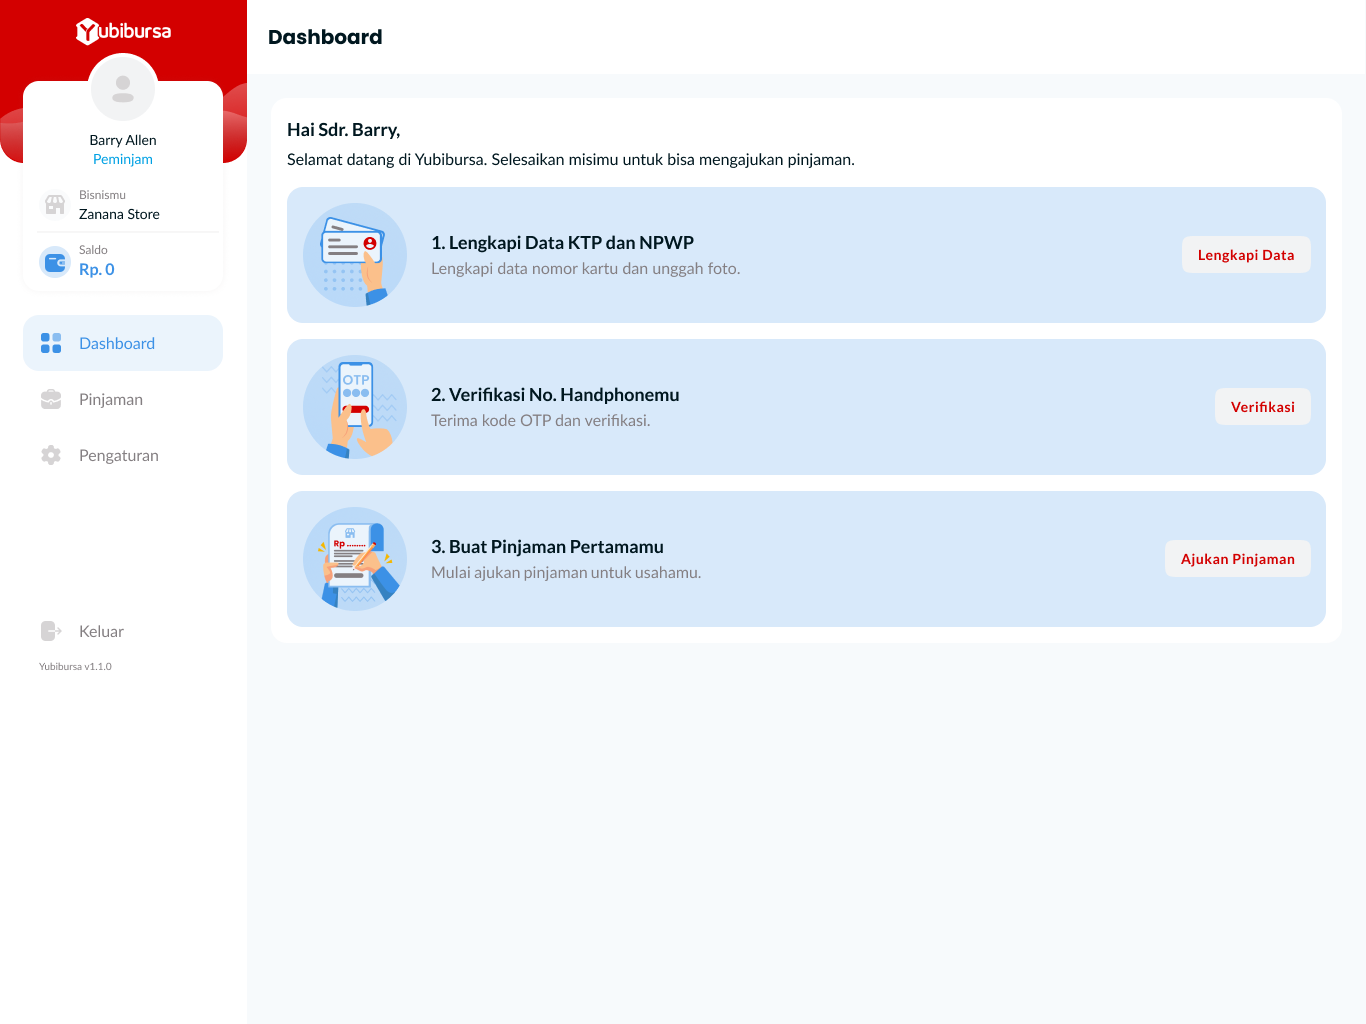 Yubibursa
Barry Allen
Peminjam
Bisnismu
Zanana Store
Saldo
Rp. 0
Dashboard
Pinjaman
Pengaturan
Keluar
Yubibursa v1.1.0
Dashboard
Hai Sdr. Barry,
Selamat datang di Yubibursa. Selesaikan misimu untuk bisa mengajukan pinjaman.
1. Lengkapi Data KTP dan NPWP
Lengkapi data nomor kartu dan unggah foto.
Lengkapi Data
OTP
2. Verifikasi No. Handphonemu
Terima kode OTP dan verifikasi.
Verifikasi
Rp ........
3. Buat Pinjaman Pertamamu
Mulai ajukan pinjaman untuk usahamu.
Ajukan Pinjaman